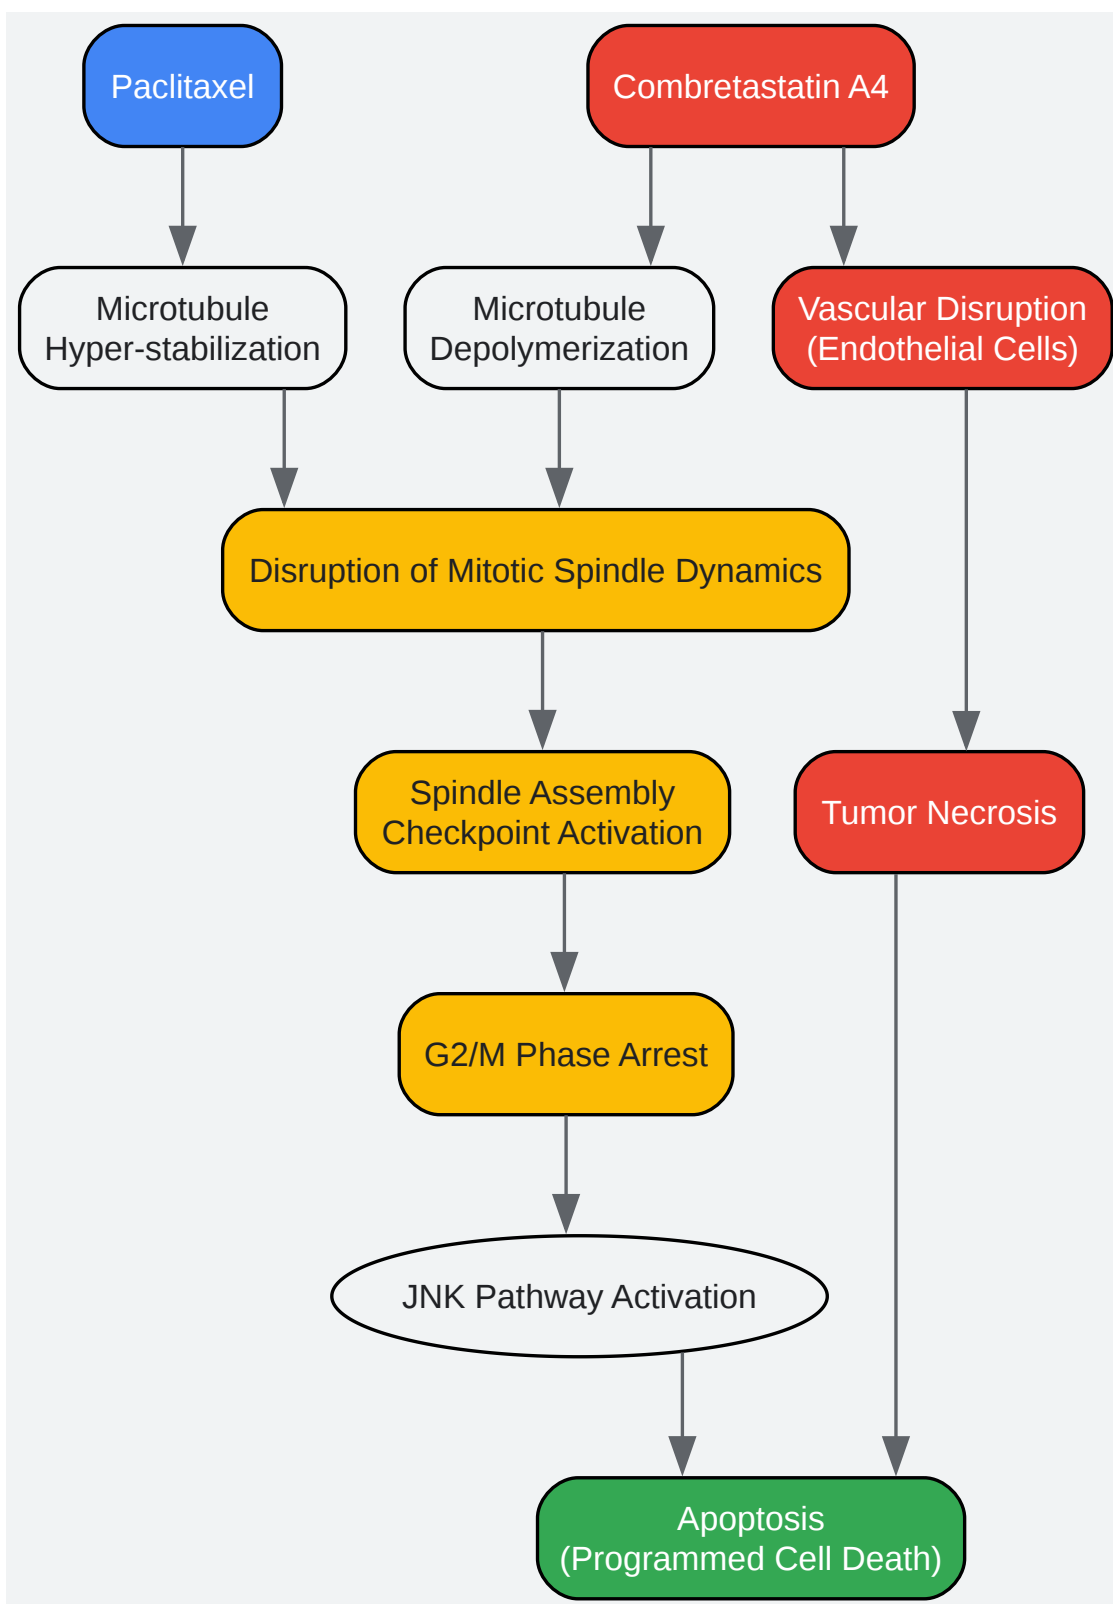 Paclitaxel
Combretastatin A4
Microtubule
Hyper-stabilization
Microtubule
Depolymerization
Vascular Disruption
(Endothelial Cells)
Disruption of Mitotic Spindle Dynamics
Spindle Assembly
Checkpoint Activation
Tumor Necrosis
G2/M Phase Arrest
JNK Pathway Activation
Apoptosis
(Programmed Cell Death)